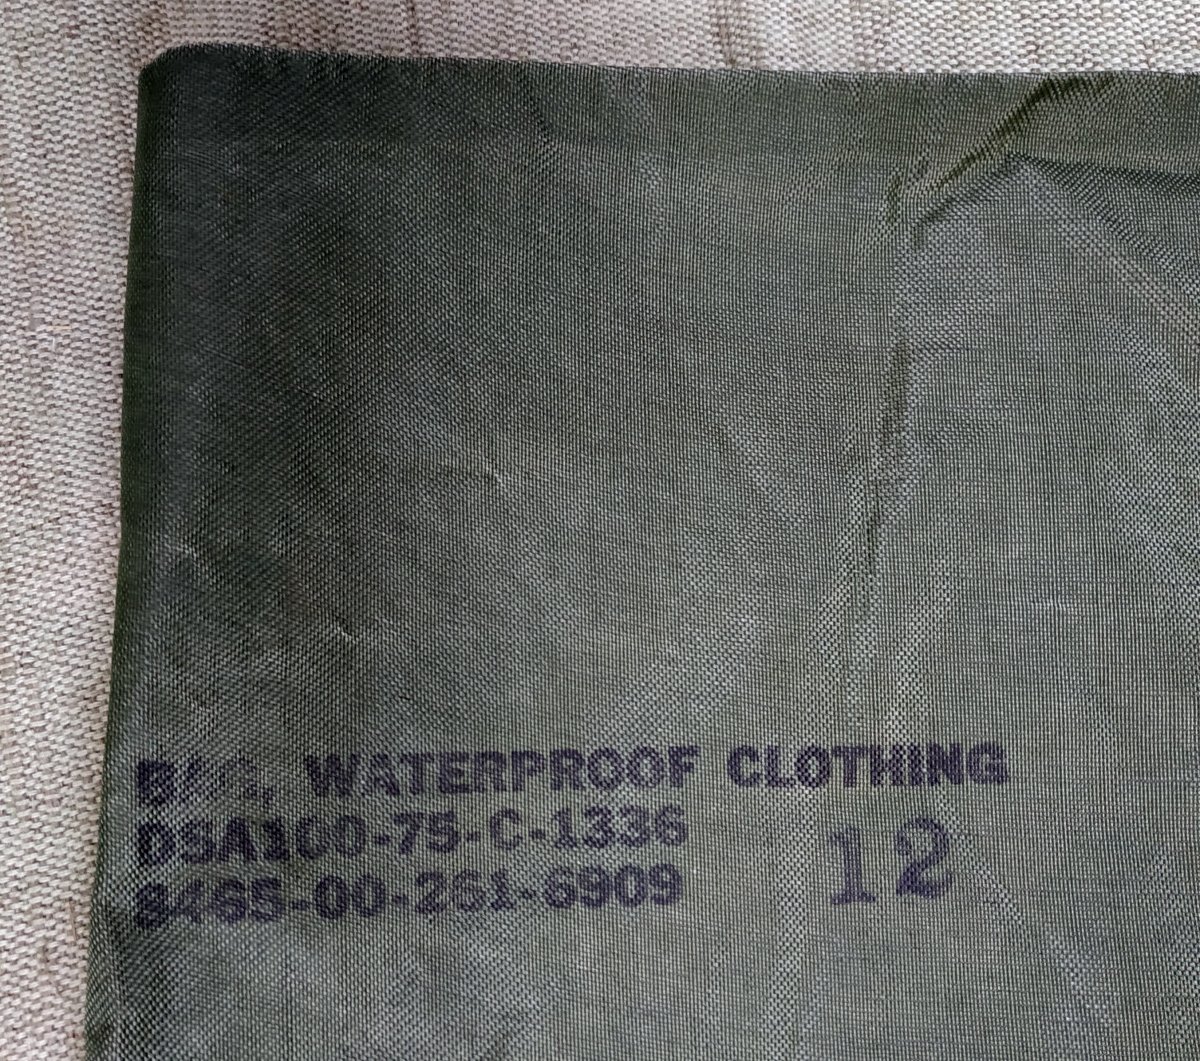 BAG, WATERPROOF CLOTHING
DSA100-75-C-1336
8465-00-261-6909
12